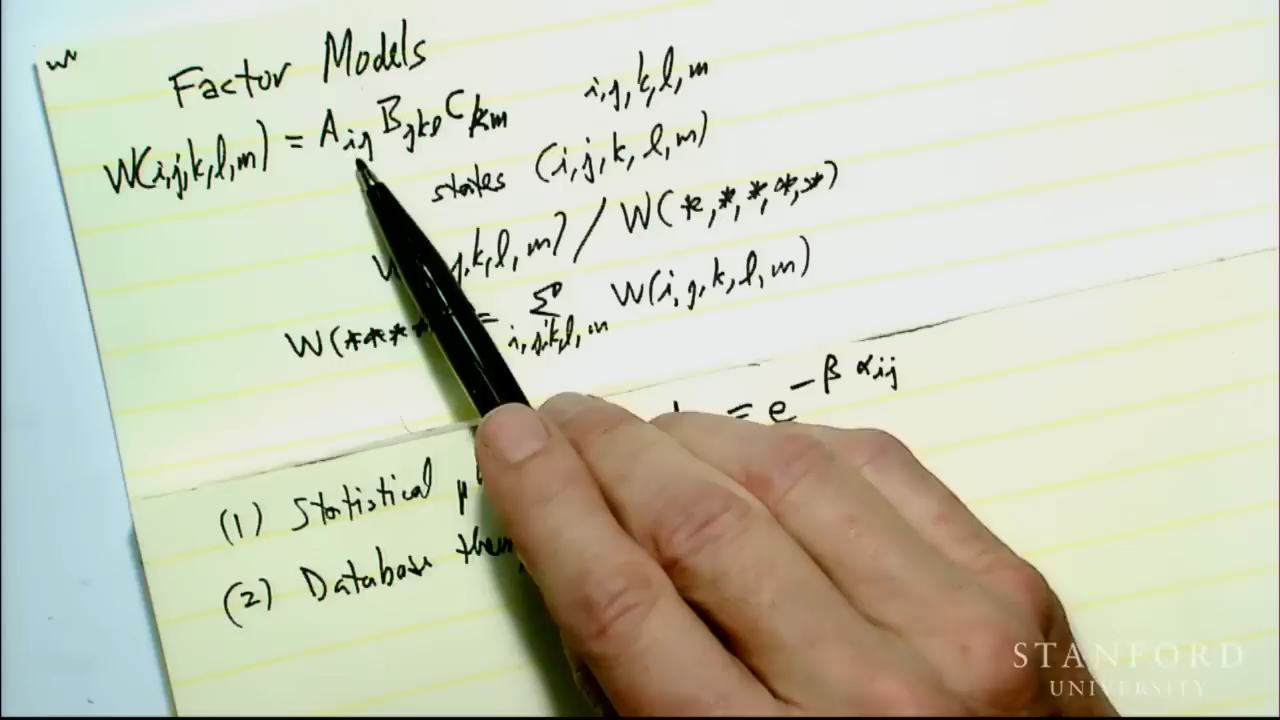 Factor Models
W(i,j,k,l,m) = A_ij B_jkl C_km i,j,k,l,m
states (i,j,k,l,m)
k,l,m) / W(*,*,*,*,*)
W(**** = Σ_i,j,k,l,m W(i,j,k,l,m)
= e^{-β α_ij}
(1) Statistical
(2) Database
STANFORD
UNIVERSITY